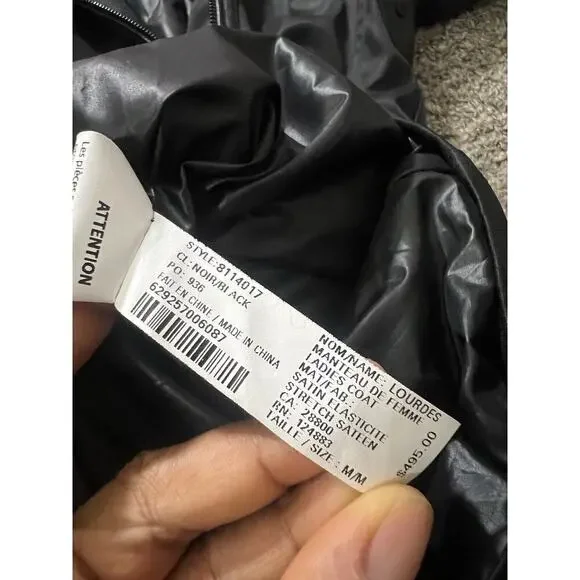 Les pièces
ATTENTION
STYLE:8114017
CL: NOIR/BLACK
PO: 936
FAIT EN CHINE / MADE IN CHINA
629257006087
NOM/NAME: LOURDES
MANTEAU DE FEMME
LADIES COAT
MAT/FAB:
SATIN ELASTICITE
STRETCH SATEEN
CA: 28800
RN: 124883
TAILLE / SIZE: M/M
$495.00